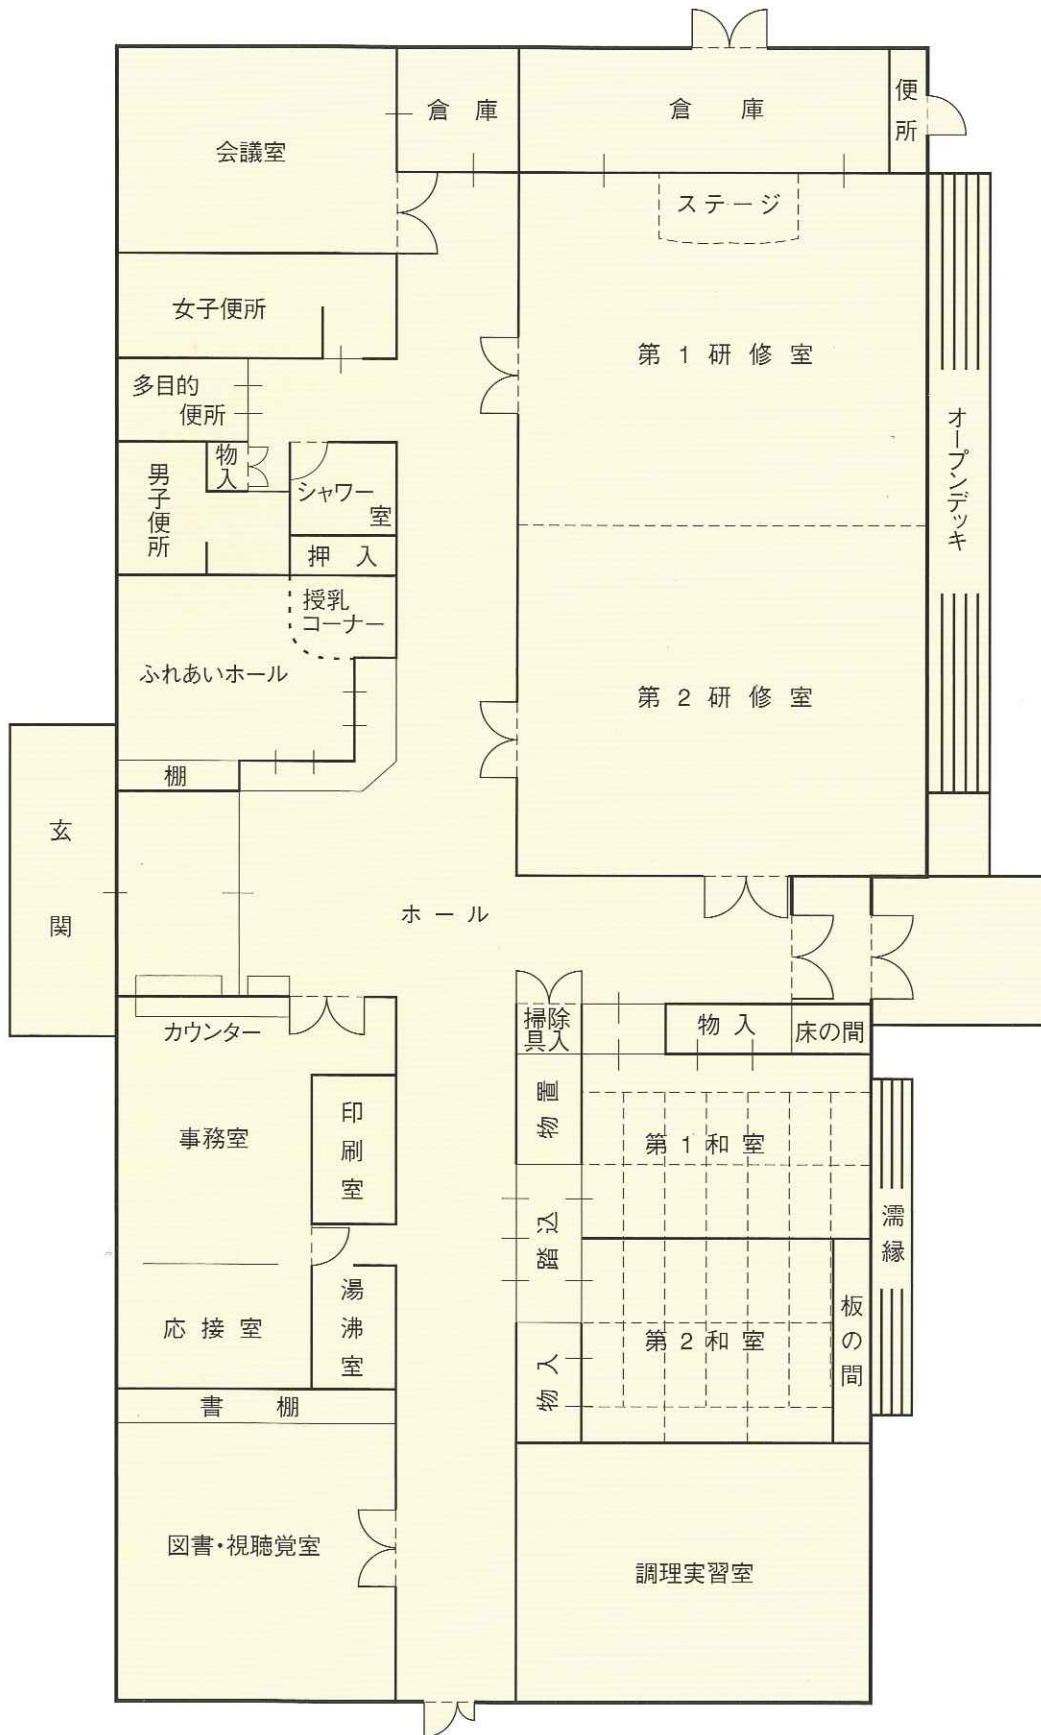 倉庫
倉庫
便所
会議室
ステージ
女子便所
第1研修室
多目的
便所
物入
男子便所
シャワー
室
オープンデッキ
押入
授乳
コーナー
ふれあいホール
第2研修室
棚
玄関
ホール
カウンター
掃除
具入
物入
床の間
物置
印刷室
事務室
第1和室
踏込
濡縁
湯沸室
応接室
第2和室
板の間
物入
書棚
図書・視聴覚室
調理実習室